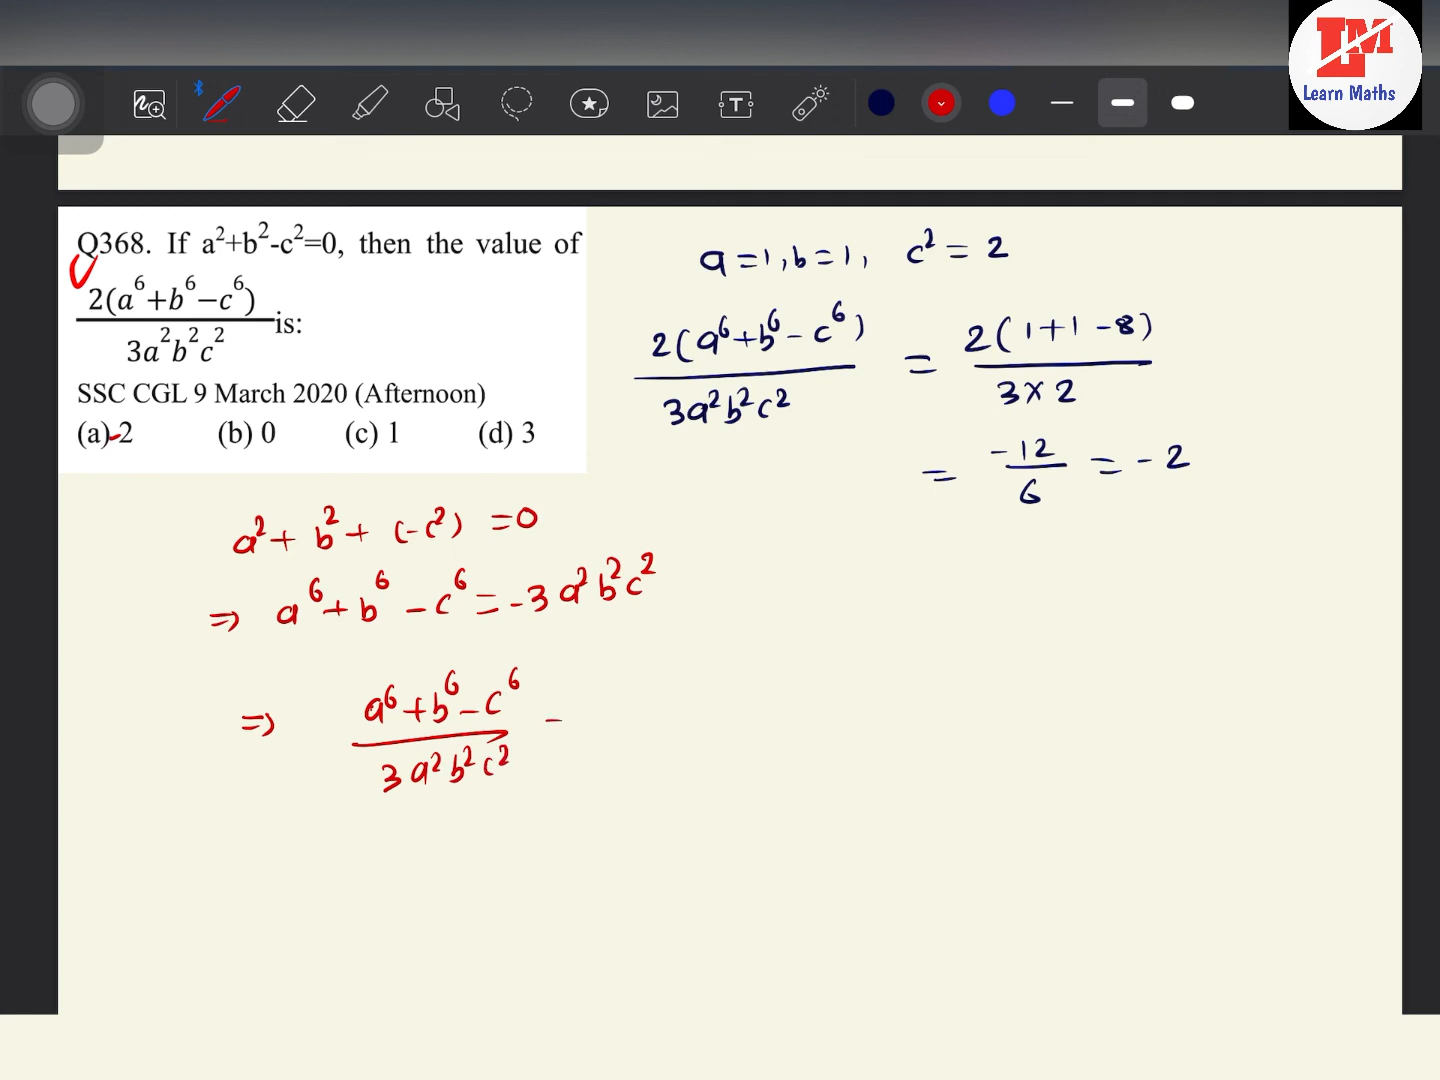 LM
Learn Maths
T
Q368. If a²+b²-c²=0, then the value of
2(a⁶+b⁶−c⁶)
3a²b²c²
is:
SSC CGL 9 March 2020 (Afternoon)
(a)-2 (b) 0 (c) 1 (d) 3
a=1, b=1, c² = 2
2(a⁶+b⁶-c⁶) / 3a²b²c² = 2(1+1-8) / 3×2
= -12 / 6 = -2
a² + b² + (-c²) = 0
⇒ a⁶ + b⁶ - c⁶ = -3a²b²c²
⇒ a⁶+b⁶-c⁶ / 3a²b²c² -